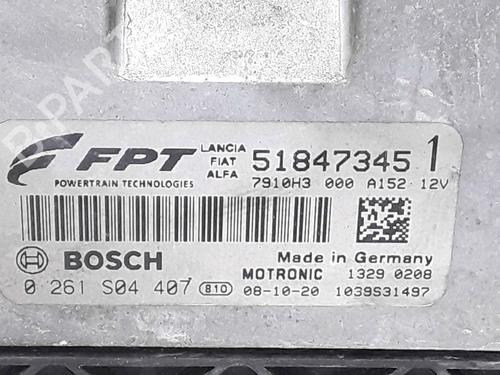 B-PARTS
FPT
POWERTRAIN TECHNOLOGIES
LANCIA
FIAT
ALFA
51847345 1
7910H3 000 A152 12V
BOSCH
Made in Germany
MOTRONIC 1329 0208
0 261 S04 407 810 08-10-20 1039S31497